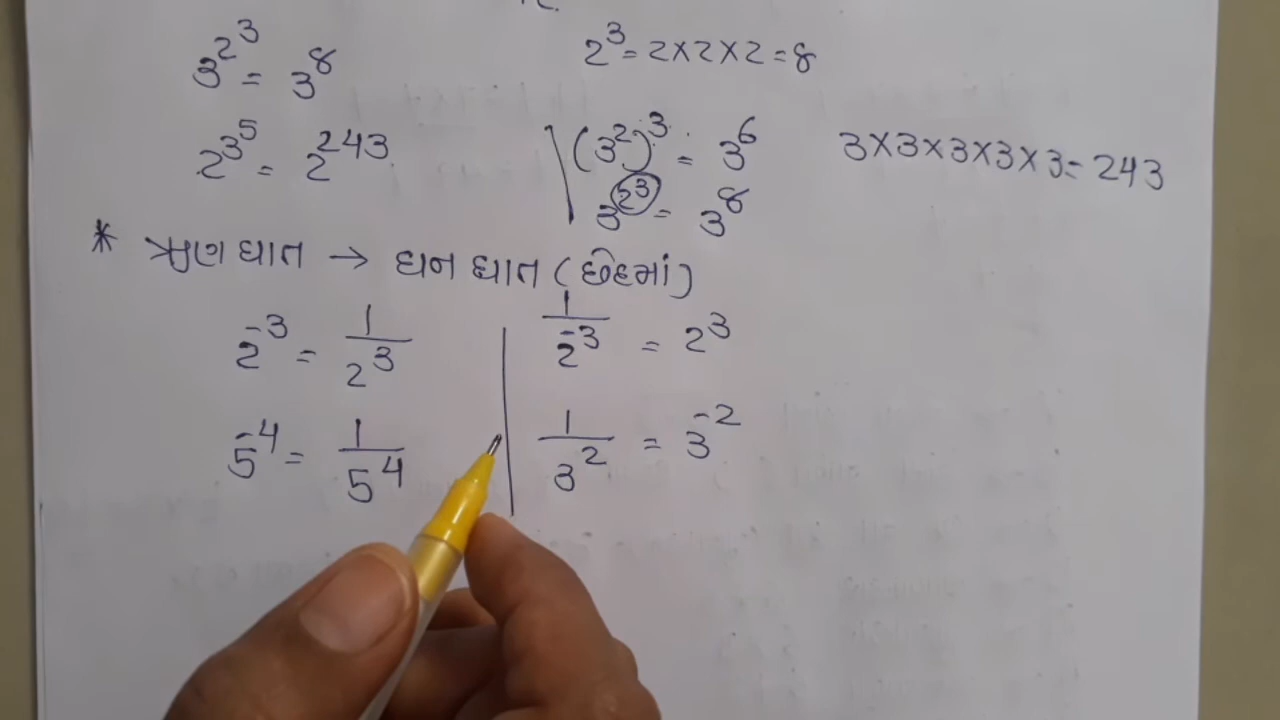 3^2^3 = 3^8
2^3 = 2×2×2 = 8
2^3^5 = 2^243
(3^2)^3 = 3^6
3×3×3×3×3 = 243
3^2^3 = 3^8
* ઋણ ઘાત → ધન ઘાત (છેદમાં)
2^-3 = 1/2^3
1/2^-3 = 2^3
5^-4 = 1/5^4
1/3^2 = 3^-2